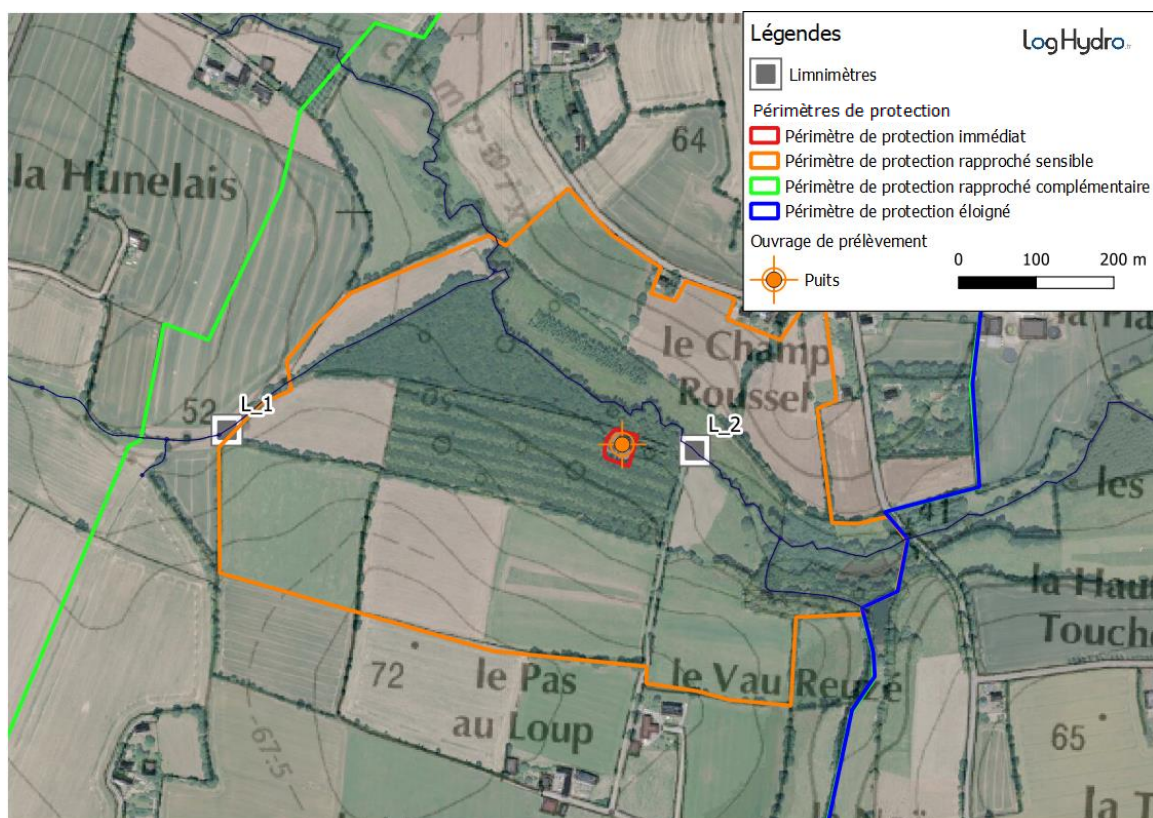 Légendes
LogHydro.fr
Limnimètres
Périmètres de protection
Périmètre de protection immédiat
Périmètre de protection rapproché sensible
Périmètre de protection rapproché complémentaire
Périmètre de protection éloigné
Ouvrage de prélèvement
Puits
0 100 200 m
64
la Hunelais
le Champ
Roussel
52
L_1
L_2
les
41
la Hau
Touche
72
le Pas
au Loup
le Vau Reuzé
65
67.5
la T